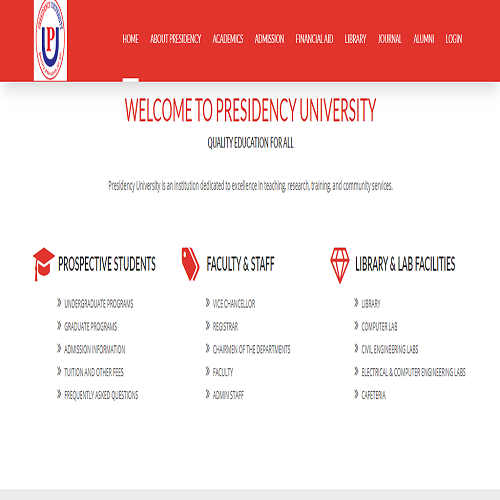 HOME ABOUT PRESIDENCY ACADEMICS ADMISSION FINANCIAL AID LIBRARY JOURNAL ALUMNI LOGIN
WELCOME TO PRESIDENCY UNIVERSITY
QUALITY EDUCATION FOR ALL
Presidency University is an institution dedicated to excellence in teaching, research, training, and community services.
PROSPECTIVE STUDENTS
UNDERGRADUATE PROGRAMS
GRADUATE PROGRAMS
ADMISSION INFORMATION
TUITION AND OTHER FEES
FREQUENTLY ASKED QUESTIONS
FACULTY & STAFF
VICE CHANCELLOR
REGISTRAR
CHAIRMEN OF THE DEPARTMENTS
FACULTY
ADMIN STAFF
LIBRARY & LAB FACILITIES
LIBRARY
COMPUTER LAB
CIVIL ENGINEERING LABS
ELECTRICAL & COMPUTER ENGINEERING LABS
CAFETERIA